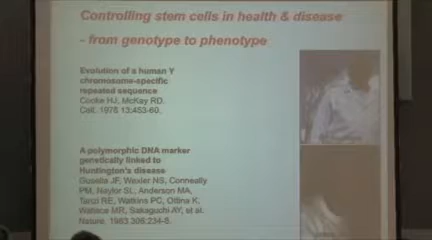 Controlling stem cells in health & disease
- from genotype to phenotype
Evolution of a human Y
chromosome-specific
repeated sequence
Cooke HJ, McKay RD.
Cell. 1978 13:453-60.
A polymorphic DNA marker
genetically linked to
Huntington's disease
Gusella JF, Wexler NS, Conneally
PM, Naylor SL, Anderson MA,
Tanzi RE, Watkins PC, Ottina K,
Wallace MR, Sakaguchi AY, et al.
Nature. 1983 306:234-8.